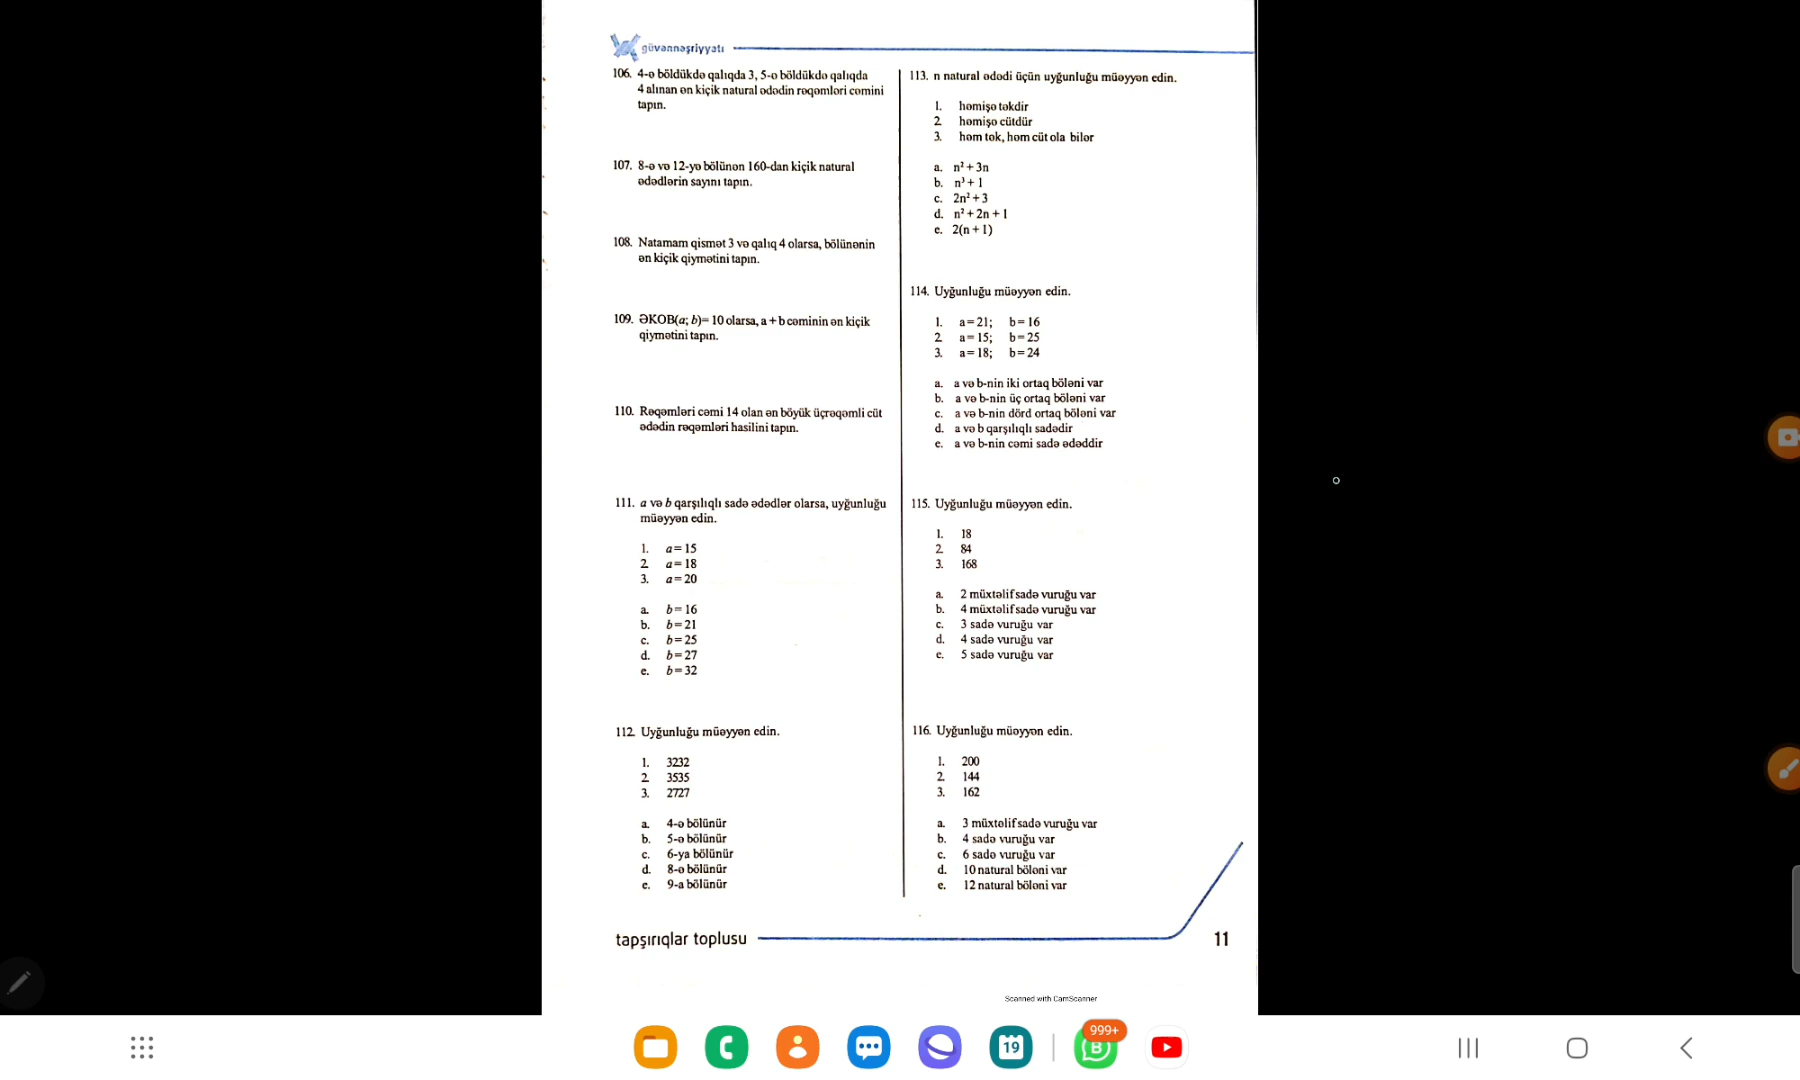 güvənnəşriyyatı
106. 4-ə böldükdə qalıqda 3, 5-ə böldükdə qalıqda
4 alınan ən kiçik natural ədədin rəqəmləri cəmini
tapın.
107. 8-ə və 12-yə bölünən 160-dan kiçik natural
ədədlərin sayını tapın.
108. Natamam qismət 3 və qalıq 4 olarsa, bölünənin
ən kiçik qiymətini tapın.
109. ƏKOB(a; b)= 10 olarsa, a + b cəminin ən kiçik
qiymətini tapın.
110. Rəqəmləri cəmi 14 olan ən böyük üçrəqəmli cüt
ədədin rəqəmləri hasilini tapın.
111. a və b qarşılıqlı sadə ədədlər olarsa, uyğunluğu
müəyyən edin.
1. a = 15
2 a = 18
3. a = 20
a. b = 16
b. b = 21
c. b = 25
d. b = 27
e. b = 32
112. Uyğunluğu müəyyən edin.
1. 3232
2 3535
3. 2727
a. 4-ə bölünür
b. 5-ə bölünür
c. 6-ya bölünür
d. 8-ə bölünür
e. 9-a bölünür
113. n natural ədədi üçün uyğunluğu müəyyən edin.
1. həmişə təkdir
2 həmişə cütdür
3. həm tək, həm cüt ola bilər
a. n² + 3n
b. n³ + 1
c. 2n² + 3
d. n² + 2n + 1
e. 2(n + 1)
114. Uyğunluğu müəyyən edin.
1. a = 21; b = 16
2 a = 15; b = 25
3. a = 18; b = 24
a. a və b-nin iki ortaq böləni var
b. a və b-nin üç ortaq böləni var
c. a və b-nin dörd ortaq böləni var
d. a və b qarşılıqlı sadədir
e. a və b-nin cəmi sadə ədəddir
115. Uyğunluğu müəyyən edin.
1. 18
2 84
3. 168
a. 2 müxtəlif sadə vuruğu var
b. 4 müxtəlif sadə vuruğu var
c. 3 sadə vuruğu var
d. 4 sadə vuruğu var
e. 5 sadə vuruğu var
116. Uyğunluğu müəyyən edin.
1. 200
2. 144
3. 162
a. 3 müxtəlif sadə vuruğu var
b. 4 sadə vuruğu var
c. 6 sadə vuruğu var
d. 10 natural böləni var
e. 12 natural böləni var
tapşırıqlar toplusu
11
Scanned with CamScanner
19
B
999+